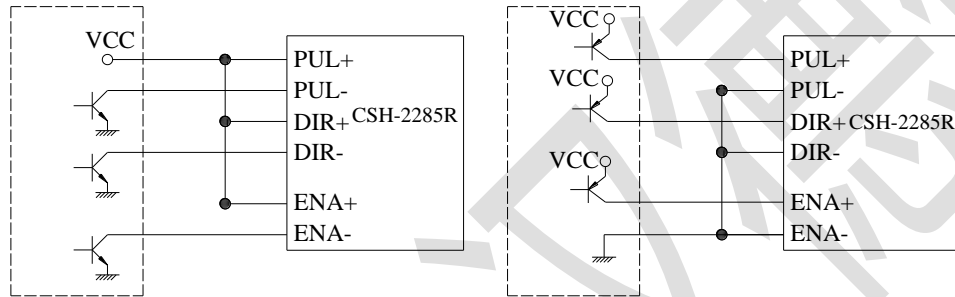 VCC
PUL+
PUL-
DIR+ CSH-2285R
DIR-
ENA+
ENA-
VCC
PUL+
VCC
PUL-
DIR+ CSH-2285R
VCC
DIR-
ENA+
ENA-